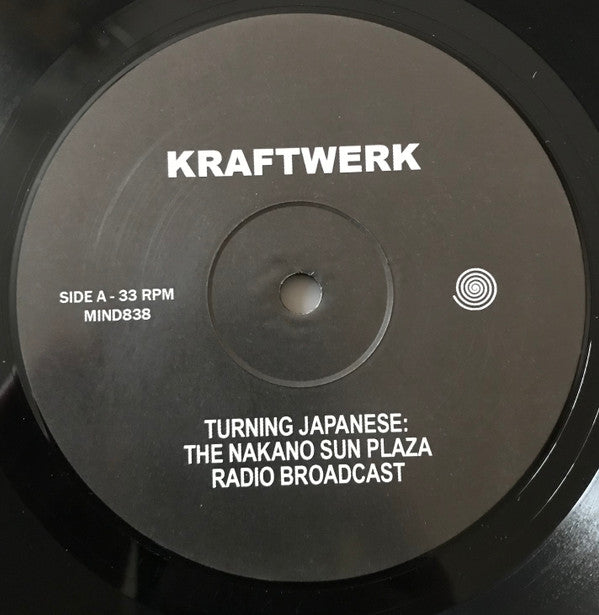 KRAFTWERK
SIDE A - 33 RPM
MIND838
TURNING JAPANESE:
THE NAKANO SUN PLAZA
RADIO BROADCAST